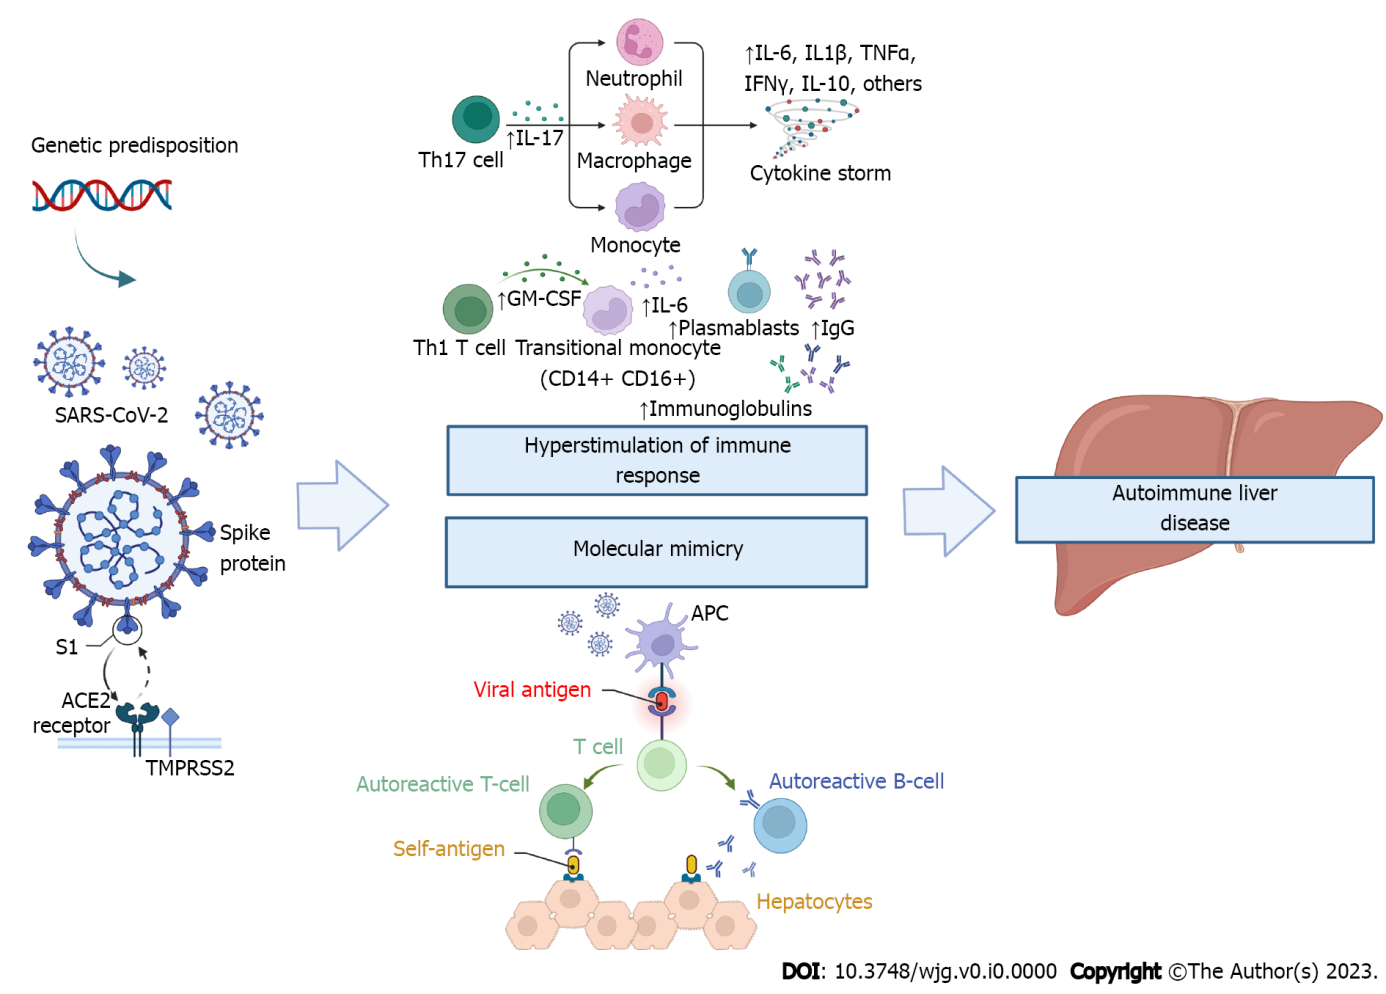 Genetic predisposition
SARS-CoV-2
Spike
protein
S1
ACE2
receptor
TMPRSS2
Neutrophil
Th17 cell
↑IL-17
Macrophage
Monocyte
↑IL-6, IL1β, TNFα,
IFNγ, IL-10, others
Cytokine storm
↑GM-CSF
↑IL-6
Th1 T cell
Transitional monocyte
(CD14+ CD16+)
↑Plasmablasts
↑IgG
↑Immunoglobulins
Hyperstimulation of immune
response
Molecular mimicry
APC
Viral antigen
T cell
Autoreactive T-cell
Autoreactive B-cell
Self-antigen
Hepatocytes
Autoimmune liver
disease
DOI: 10.3748/wjg.v0.i0.0000 Copyright ©The Author(s) 2023.